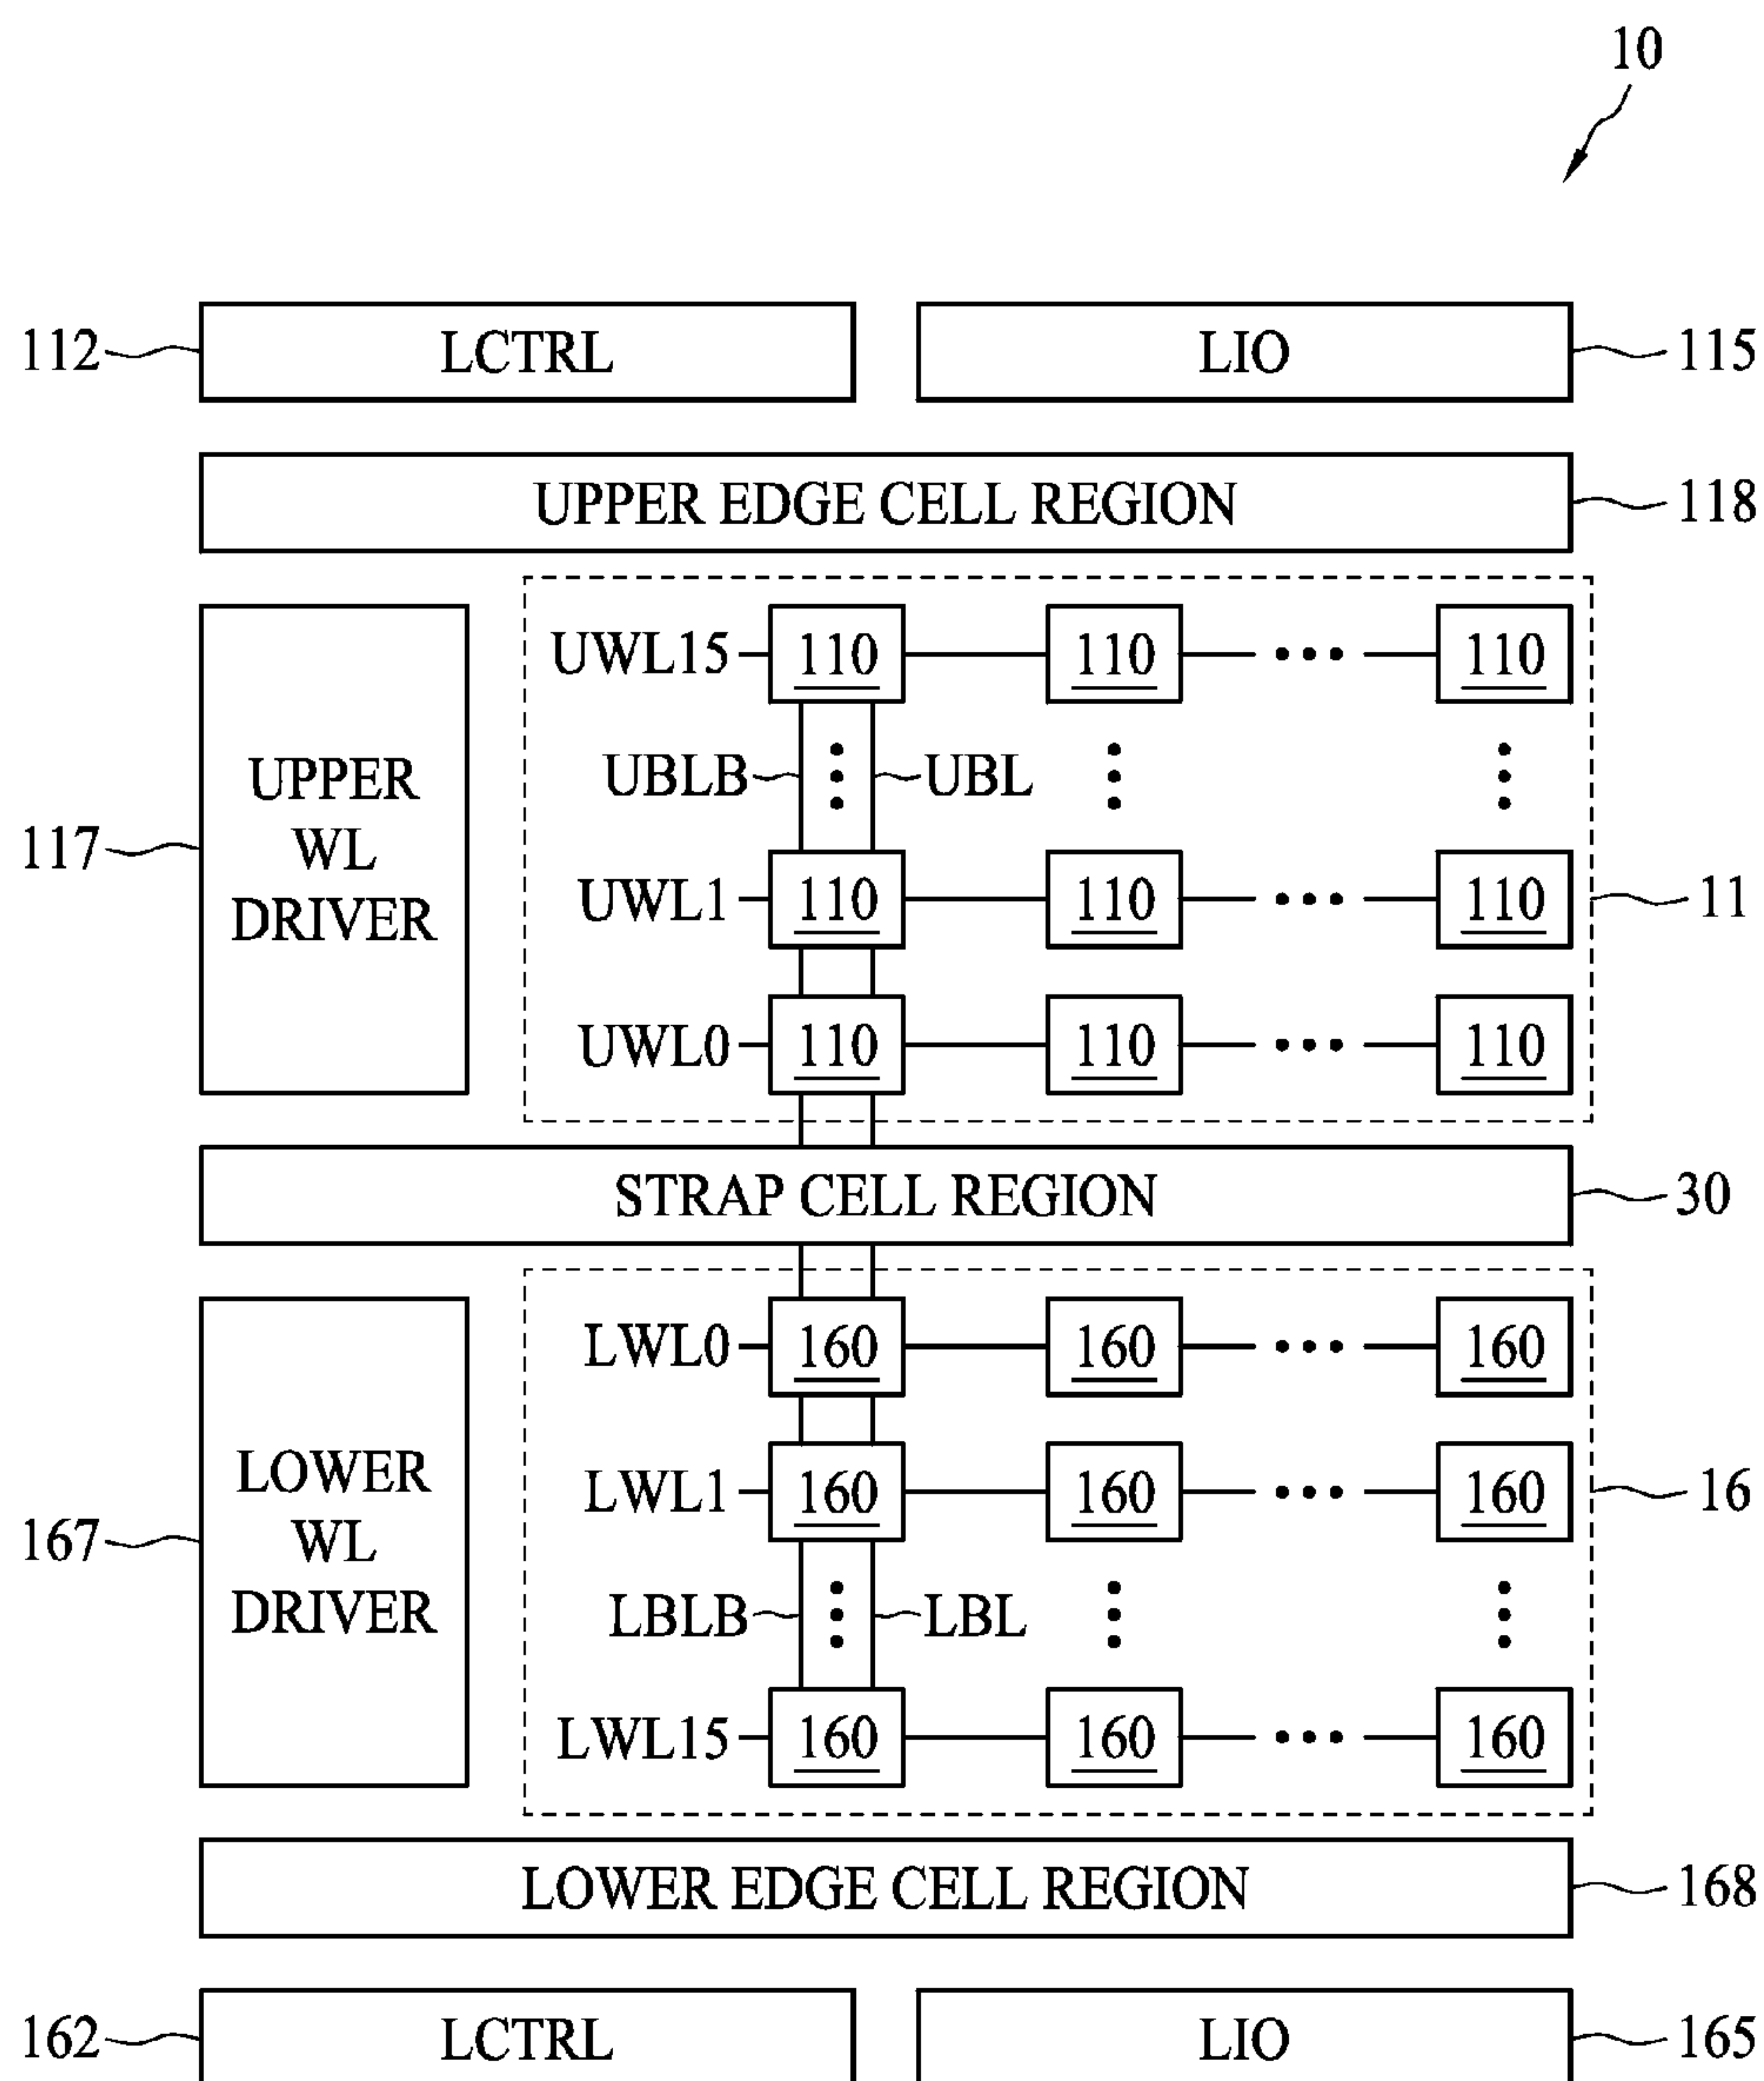 10
112 LCTRL LIO 115
UPPER EDGE CELL REGION 118
UWL15 110 110 110
UPPER WL DRIVER
UBLB UBL
117
UWL1 110 110 110 11
UWL0 110 110 110
STRAP CELL REGION 30
LWL0 160 160 160
LOWER WL DRIVER
LWL1 160 160 160 16
167
LBLB LBL
LWL15 160 160 160
LOWER EDGE CELL REGION 168
162 LCTRL LIO 165